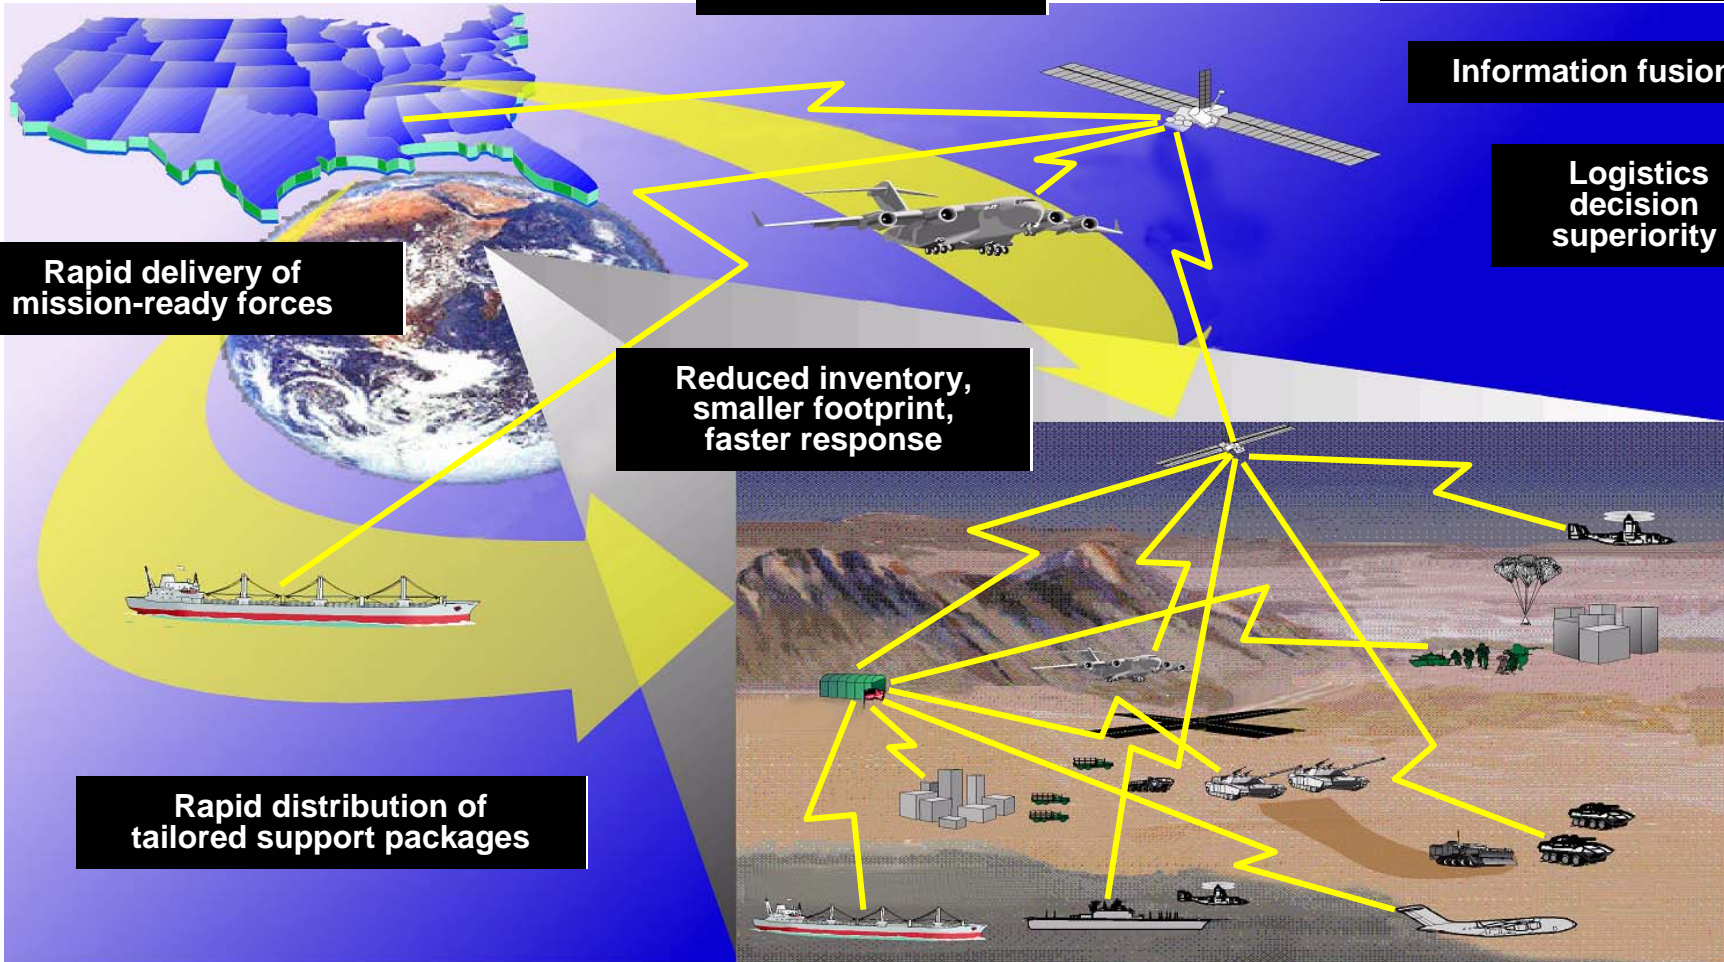 Information fusion
Logistics
decision
superiority
Rapid delivery of
mission-ready forces
Reduced inventory,
smaller footprint,
faster response
Rapid distribution of
tailored support packages